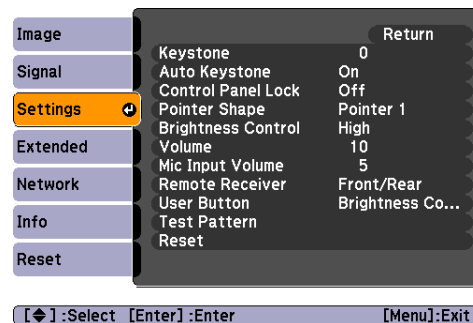 Image
Signal
Settings
Extended
Network
Info
Reset
Return
Keystone 0
Auto Keystone On
Control Panel Lock Off
Pointer Shape Pointer 1
Brightness Control High
Volume 10
Mic Input Volume 5
Remote Receiver Front/Rear
User Button Brightness Co...
Test Pattern
Reset
[ ]:Select [Enter]:Enter [Menu]:Exit